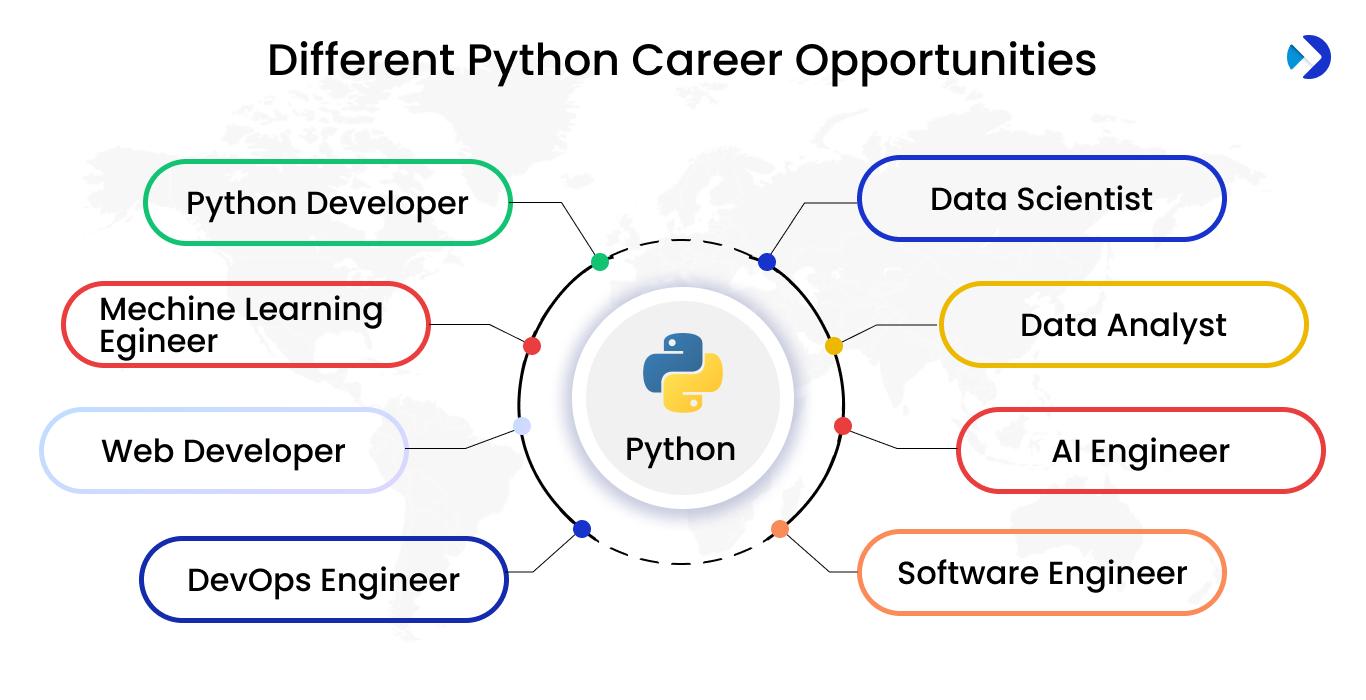 Different Python Career Opportunities
Python Developer
Data Scientist
Mechine Learning
Egineer
Data Analyst
Python
Web Developer
AI Engineer
DevOps Engineer
Software Engineer